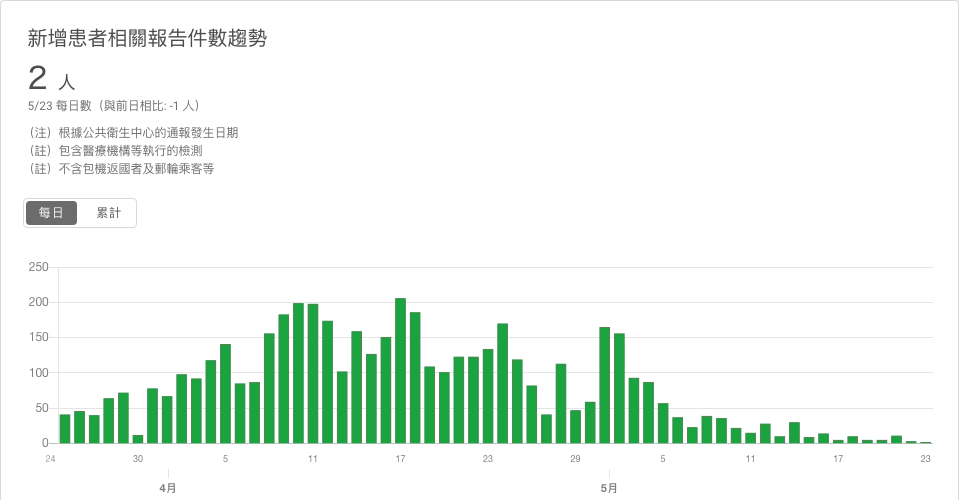 新增患者相關報告件數趨勢
2 人
5/23 每日數（與前日相比: -1 人）
（注）根據公共衛生中心的通報發生日期
（註）包含醫療機構等執行的檢測
（註）不含包機返國者及郵輪乘客等
每日 累計
250
200
150
100
50
0
24 30 5 11 17 23 29 5 11 17 23
4月 5月